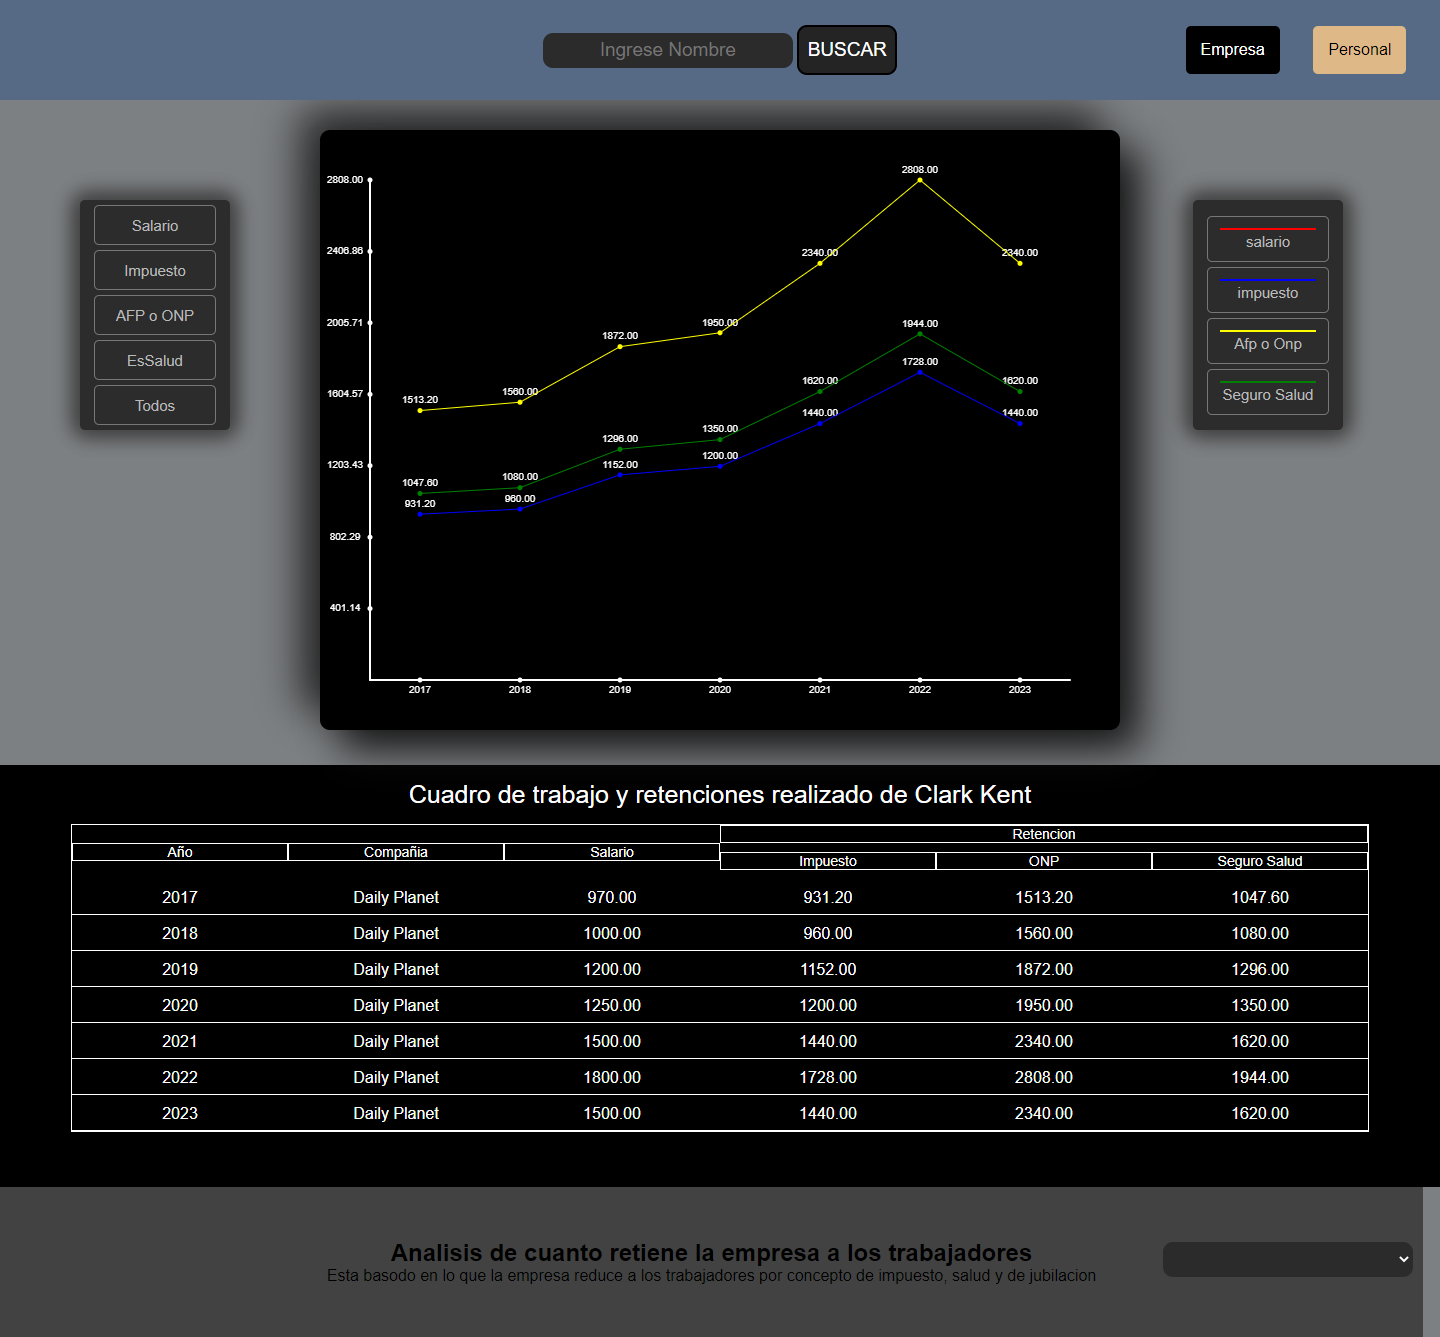 Ingrese Nombre BUSCAR Empresa Personal
Salario
Impuesto
AFP o ONP
EsSalud
Todos
2808.00
2406.86
2005.71
1604.57
1203.43
802.29
401.14
1513.20 1560.00 1872.00 1950.00 2340.00 2808.00 2340.00
1047.60 1080.00 1296.00 1350.00 1620.00 1944.00 1620.00
931.20 960.00 1152.00 1200.00 1440.00 1728.00 1440.00
2017 2018 2019 2020 2021 2022 2023
salario
impuesto
Afp o Onp
Seguro Salud
Cuadro de trabajo y retenciones realizado de Clark Kent
Retencion
Año Compañia Salario Impuesto ONP Seguro Salud
2017 Daily Planet 970.00 931.20 1513.20 1047.60
2018 Daily Planet 1000.00 960.00 1560.00 1080.00
2019 Daily Planet 1200.00 1152.00 1872.00 1296.00
2020 Daily Planet 1250.00 1200.00 1950.00 1350.00
2021 Daily Planet 1500.00 1440.00 2340.00 1620.00
2022 Daily Planet 1800.00 1728.00 2808.00 1944.00
2023 Daily Planet 1500.00 1440.00 2340.00 1620.00
Analisis de cuanto retiene la empresa a los trabajadores
Esta basodo en lo que la empresa reduce a los trabajadores por concepto de impuesto, salud y de jubilacion